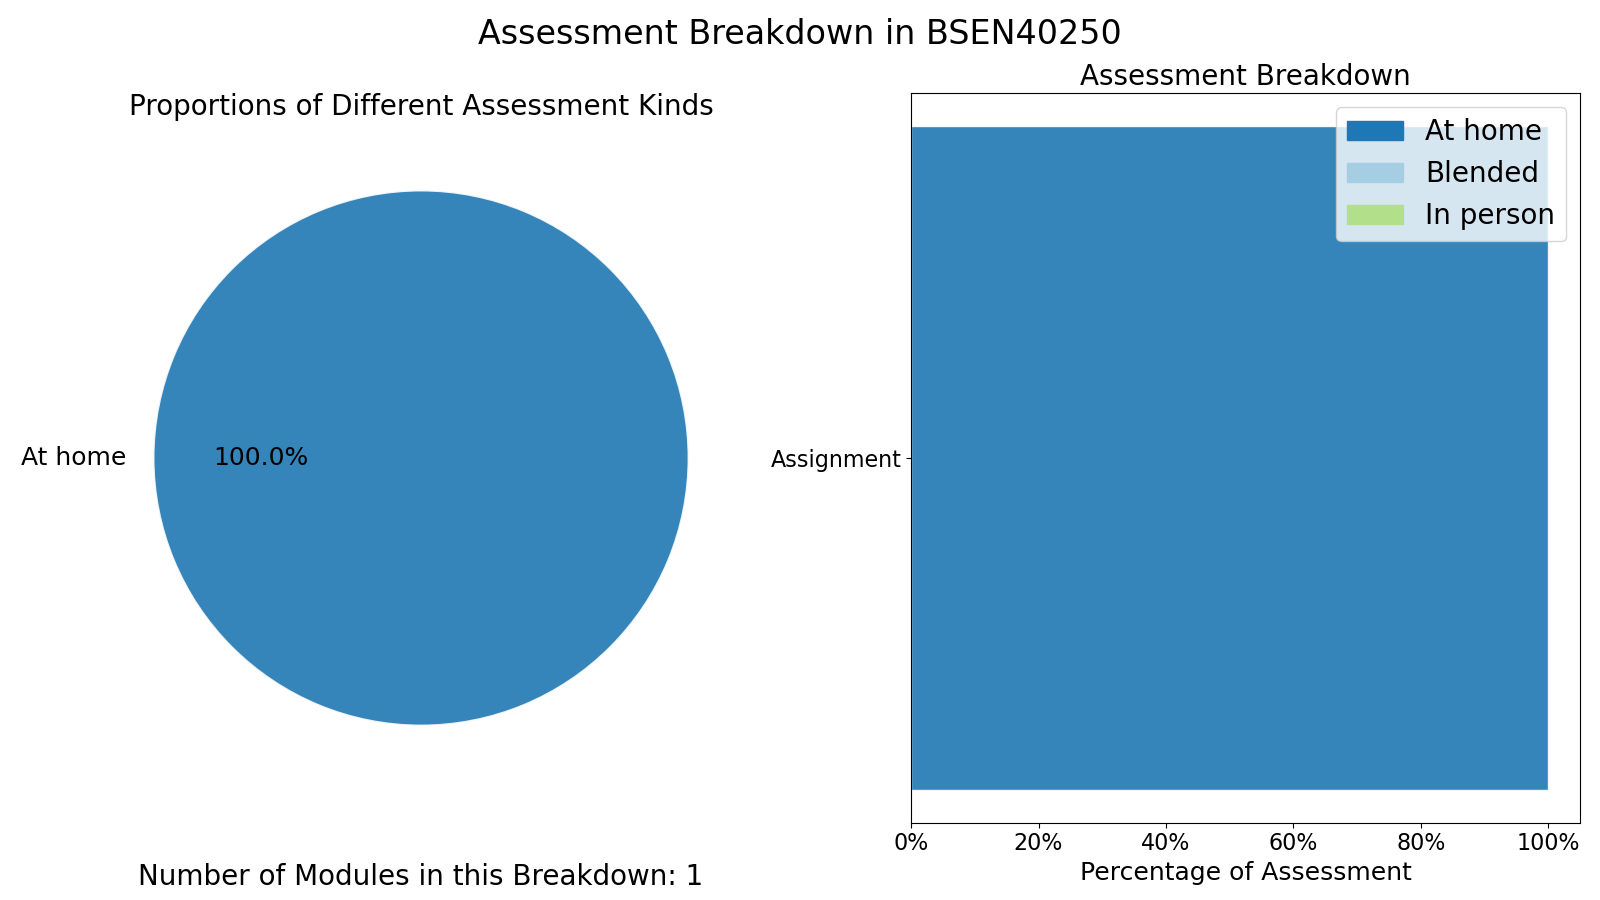 Assessment Breakdown in BSEN40250
Proportions of Different Assessment Kinds
At home
100.0%
Number of Modules in this Breakdown: 1
Assessment Breakdown
At home
Blended
In person
Assignment
0% 20% 40% 60% 80% 100%
Percentage of Assessment